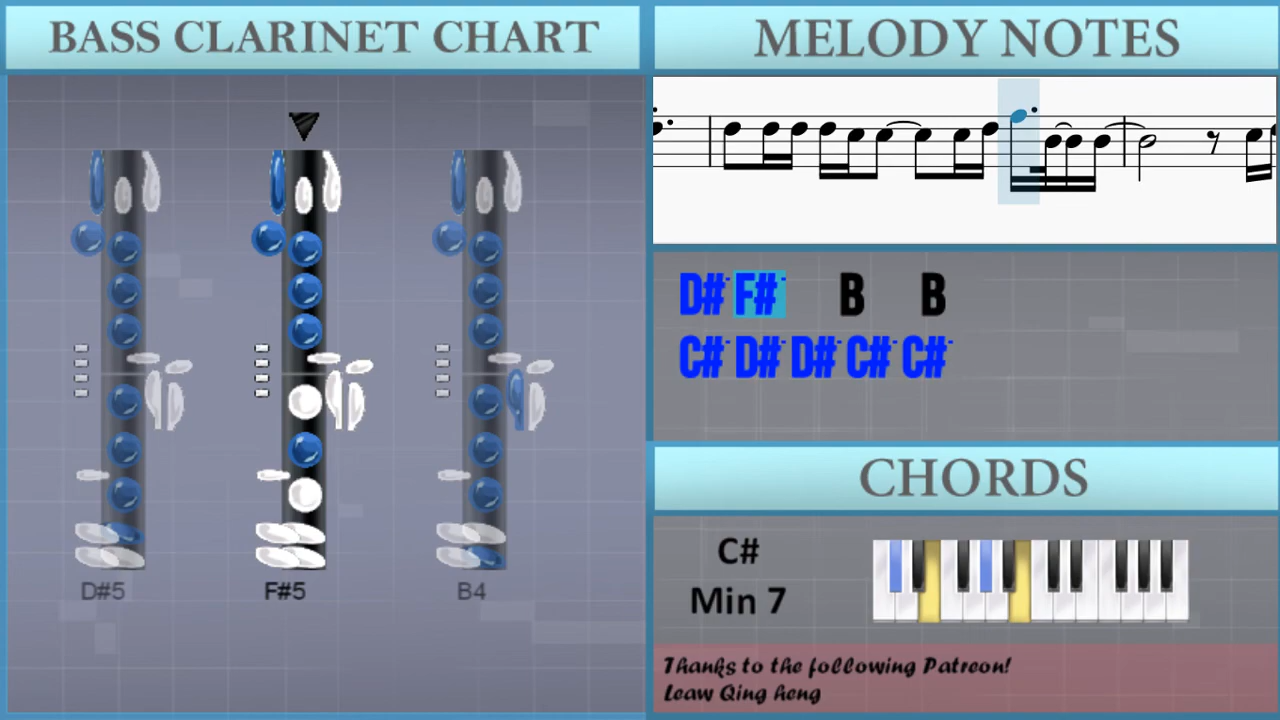 BASS CLARINET CHART
D#5 F#5 B4
MELODY NOTES
D#˙ F#˙ B B
C#˙ D#˙ D#˙ C#˙ C#˙
CHORDS
C#
Min 7
Thanks to the following Patreon!
Leaw Qing heng